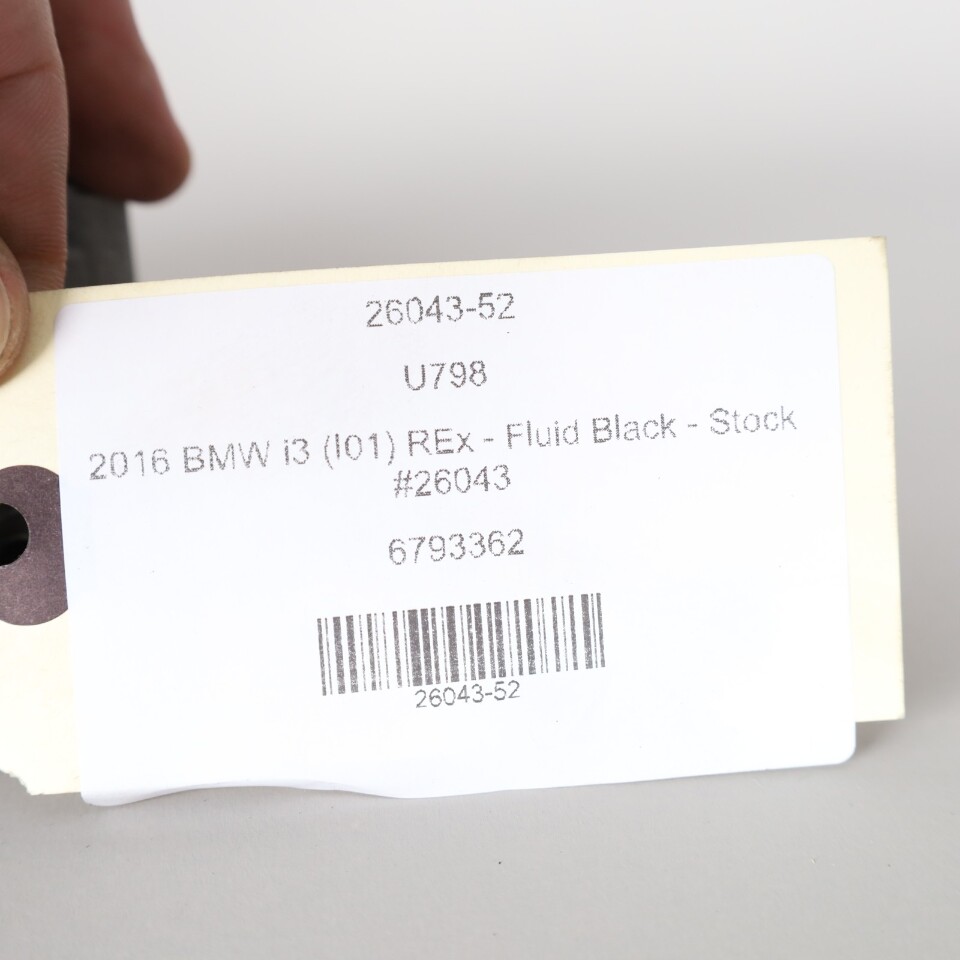 26043-52
U798
2016 BMW i3 (I01) REx - Fluid Black - Stock
#26043
6793362
26043-52